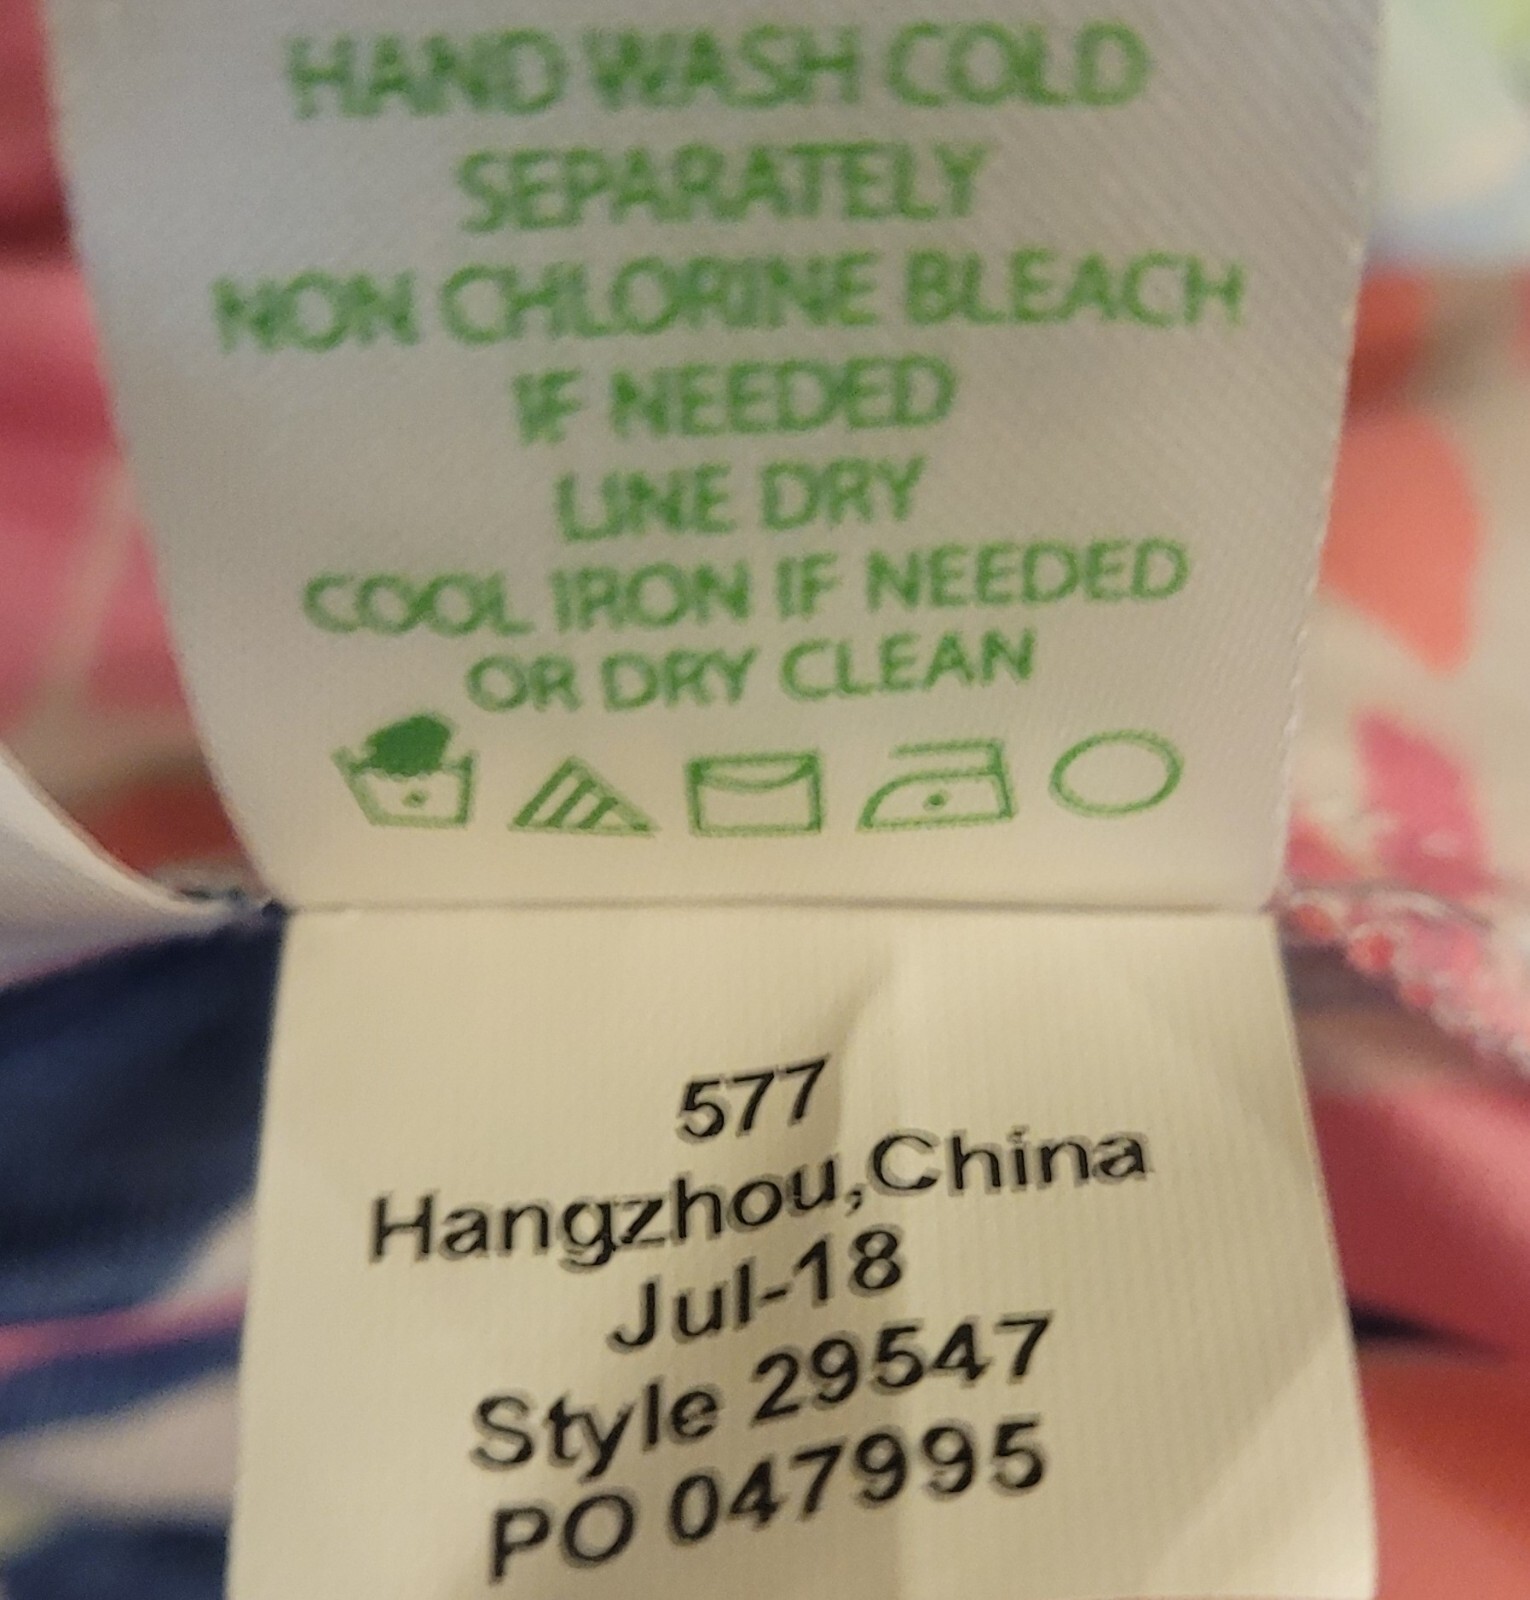 HAND WASH COLD
SEPARATELY
NON CHLORINE BLEACH
IF NEEDED
LINE DRY
COOL IRON IF NEEDED
OR DRY CLEAN
577
Hangzhou,China
Jul-18
Style 29547
PO 047995